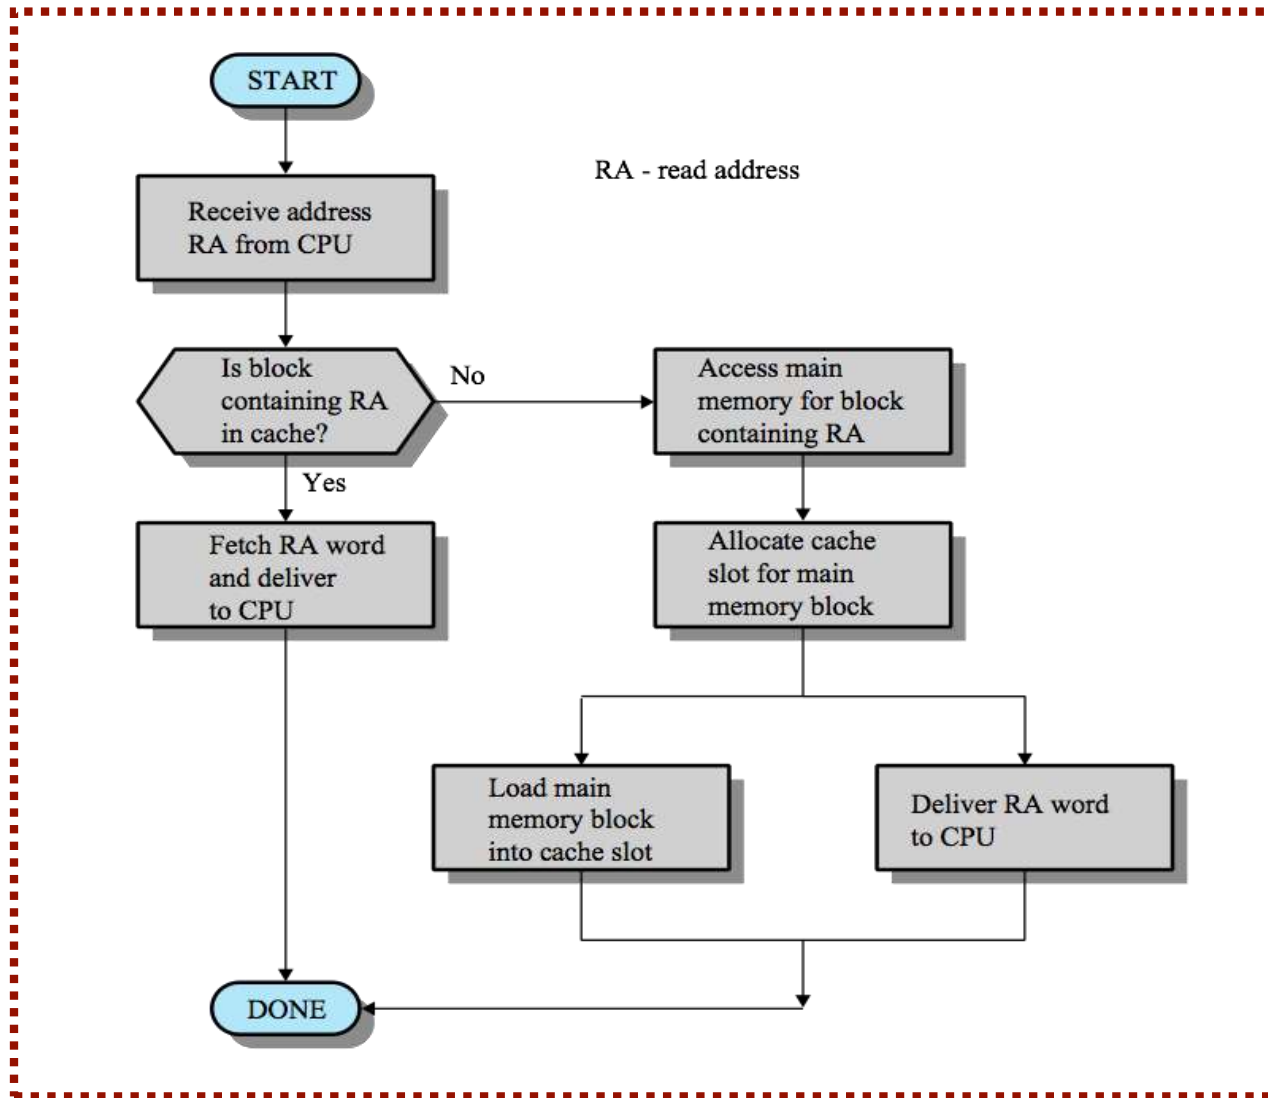 START
RA - read address
Receive address
RA from CPU
Is block
containing RA
in cache?
No
Access main
memory for block
containing RA
Yes
Fetch RA word
and deliver
to CPU
Allocate cache
slot for main
memory block
Load main
memory block
into cache slot
Deliver RA word
to CPU
DONE